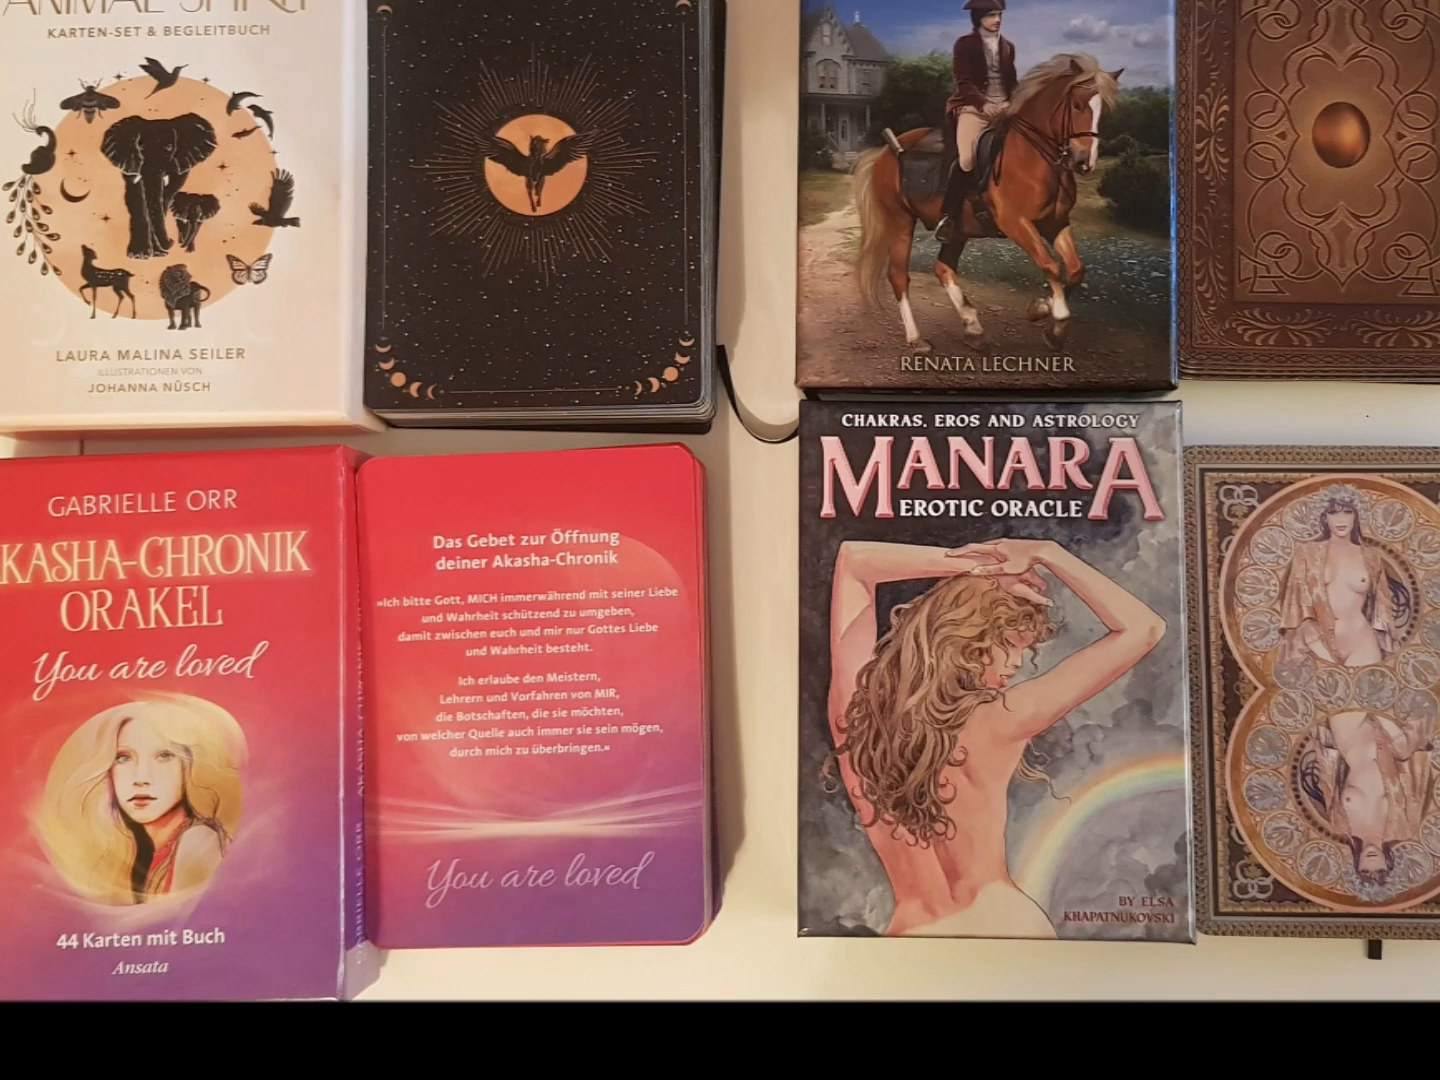 ANIMAL SPIRIT
KARTEN-SET & BEGLEITBUCH
LAURA MALINA SEILER
ILLUSTRATIONEN VON
JOHANNA NÜSCH
RENATA LECHNER
GABRIELLE ORR
KASHA-CHRONIK
ORAKEL
You are loved
44 Karten mit Buch
Ansata
Das Gebet zur Öffnung
deiner Akasha-Chronik
»Ich bitte Gott, MICH immerwährend mit seiner Liebe
und Wahrheit schützend zu umgeben,
damit zwischen euch und mir nur Gottes Liebe
und Wahrheit besteht.
Ich erlaube den Meistern,
Lehrern und Vorfahren von MIR,
die Botschaften, die sie möchten,
von welcher Quelle auch immer sie sein mögen,
durch mich zu überbringen.«
You are loved
CHAKRAS, EROS AND ASTROLOGY
MANARA
EROTIC ORACLE
BY ELSA
KHAPATNUKOVSKI